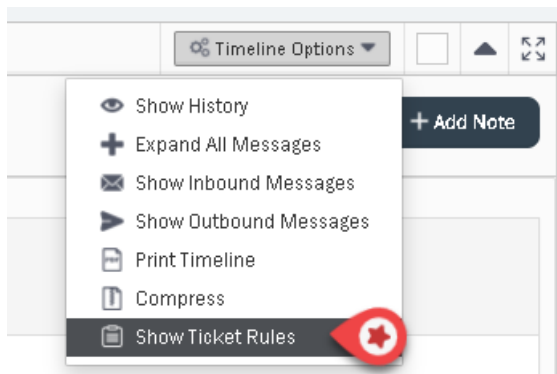 Timeline Options
Show History
+ Add Note
Expand All Messages
Show Inbound Messages
Show Outbound Messages
Print Timeline
Compress
Show Ticket Rules